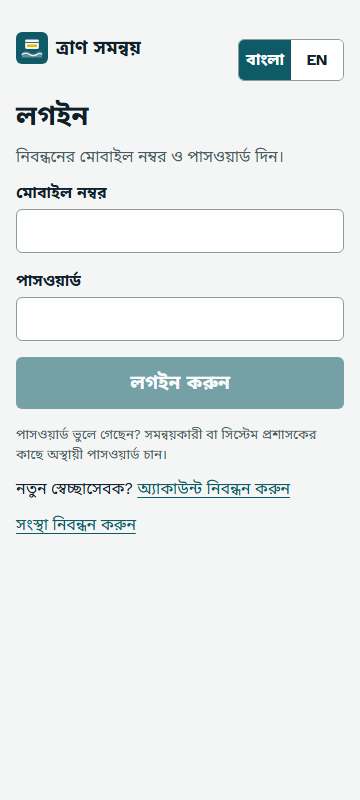 ত্রাণ সমন্বয়
বাংলা EN
লগইন
নিবন্ধনের মোবাইল নম্বর ও পাসওয়ার্ড দিন।
মোবাইল নম্বর
পাসওয়ার্ড
লগইন করুন
পাসওয়ার্ড ভুলে গেছেন? সমন্বয়কারী বা সিস্টেম প্রশাসকের
কাছে অস্থায়ী পাসওয়ার্ড চান।
নতুন স্বেচ্ছাসেবক? অ্যাকাউন্ট নিবন্ধন করুন
সংস্থা নিবন্ধন করুন